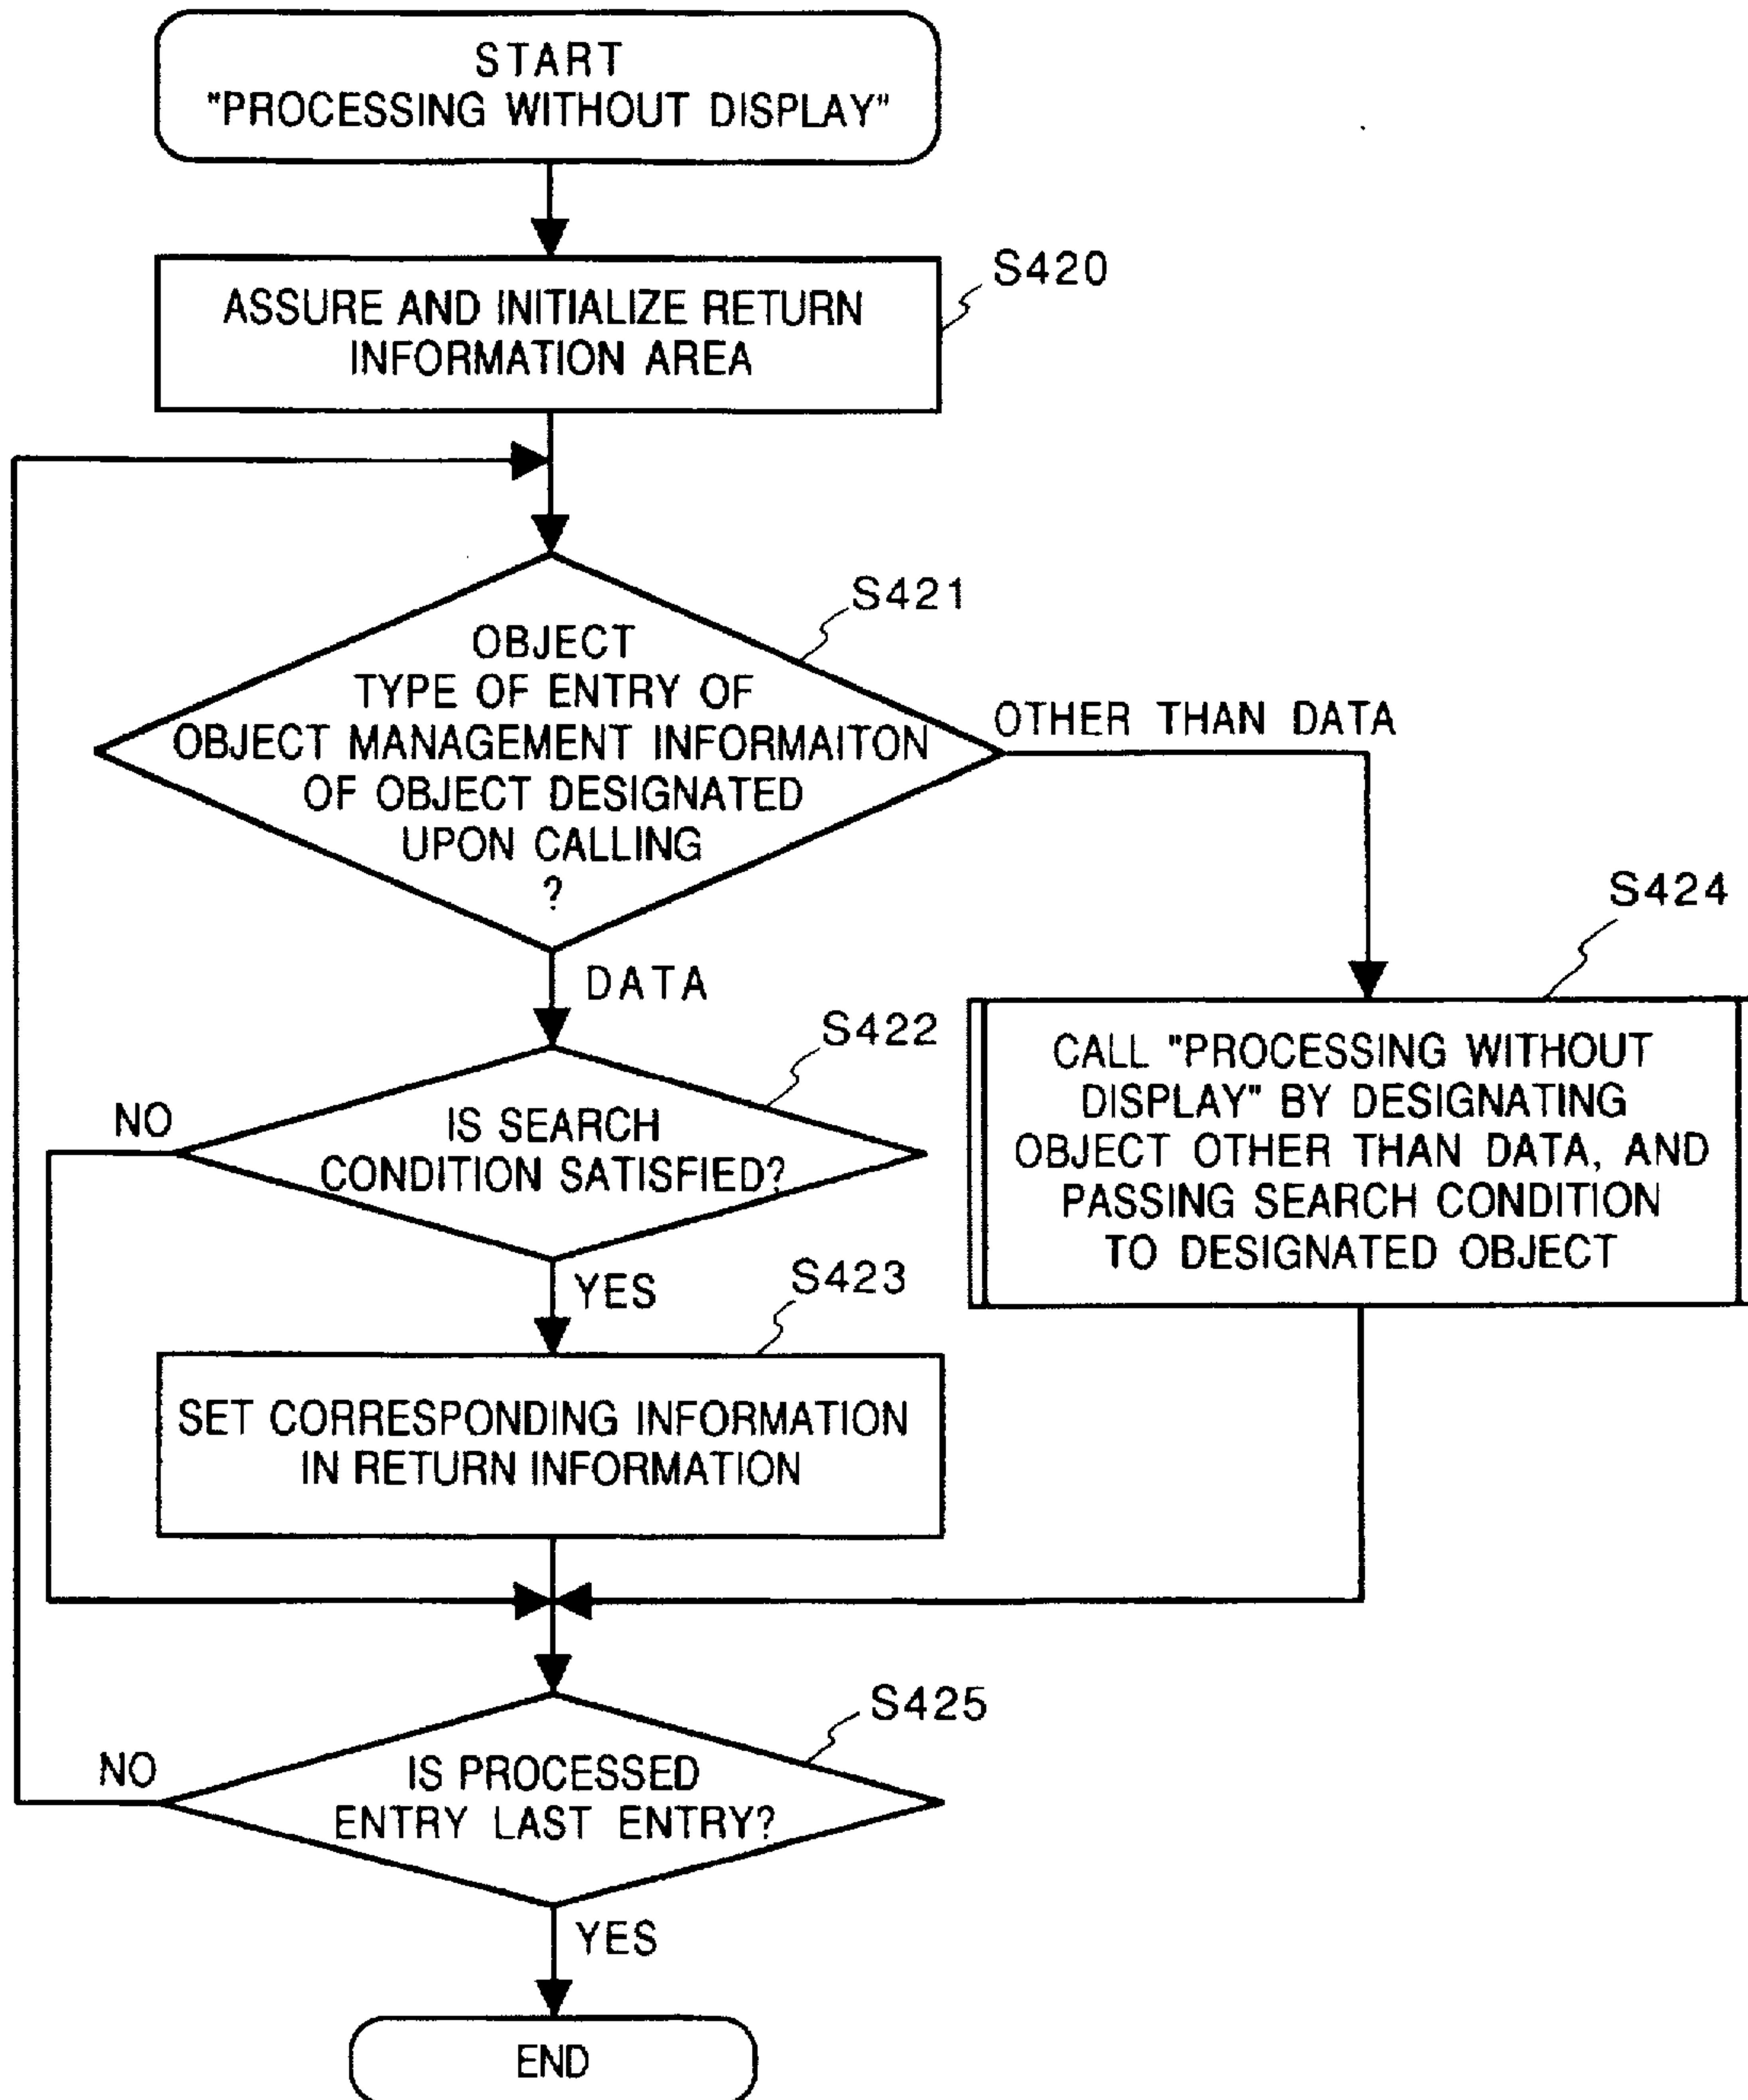 START
"PROCESSING WITHOUT DISPLAY"
S420
ASSURE AND INITIALIZE RETURN
INFORMATION AREA
S421
OBJECT
TYPE OF ENTRY OF
OBJECT MANAGEMENT INFORMAITON
OF OBJECT DESIGNATED
UPON CALLING
?
OTHER THAN DATA
DATA
S424
CALL "PROCESSING WITHOUT
DISPLAY" BY DESIGNATING
OBJECT OTHER THAN DATA, AND
PASSING SEARCH CONDITION
TO DESIGNATED OBJECT
S422
NO
IS SEARCH
CONDITION SATISFIED?
YES
S423
SET CORRESPONDING INFORMATION
IN RETURN INFORMATION
S425
NO
IS PROCESSED
ENTRY LAST ENTRY?
YES
END